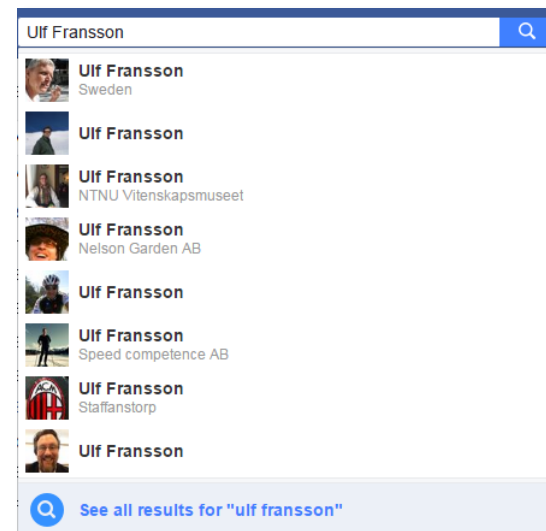 Ulf Fransson
Ulf Fransson
Sweden
Ulf Fransson
Ulf Fransson
NTNU Vitenskapsmuseet
Ulf Fransson
Nelson Garden AB
Ulf Fransson
Ulf Fransson
Speed competence AB
ACM
Ulf Fransson
Staffanstorp
Ulf Fransson
See all results for "ulf fransson"